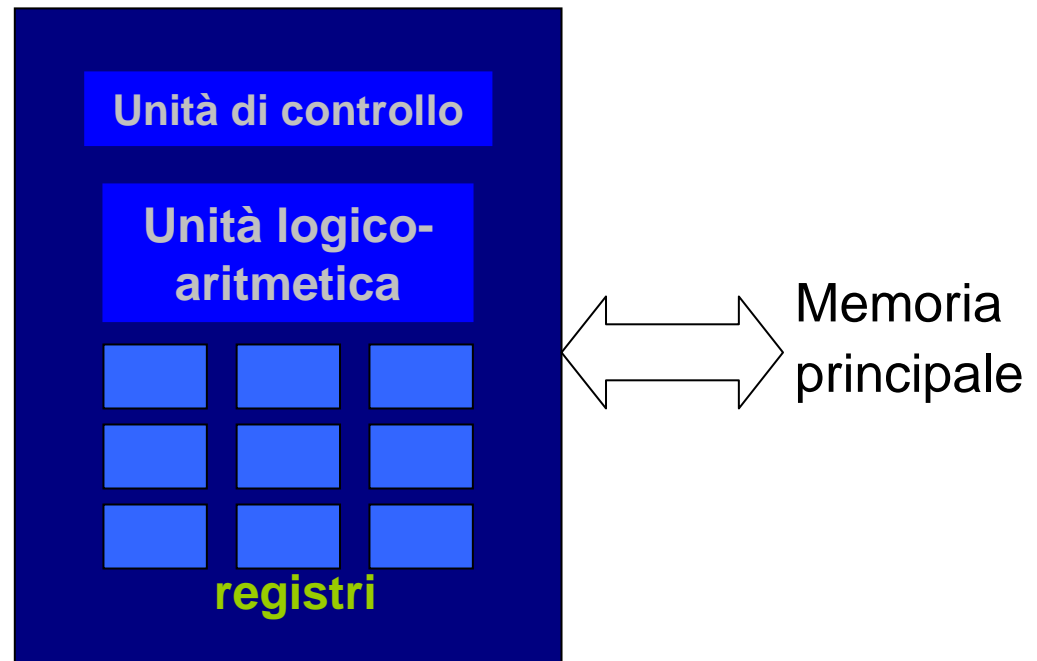 Unità di controllo
Unità logico-
aritmetica
registri
Memoria
principale